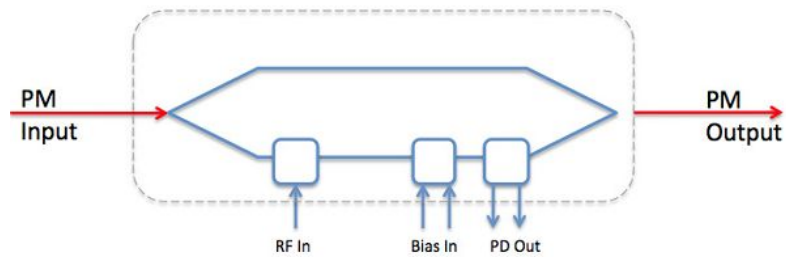 PM
Input
PM
Output
RF In
Bias In
PD Out